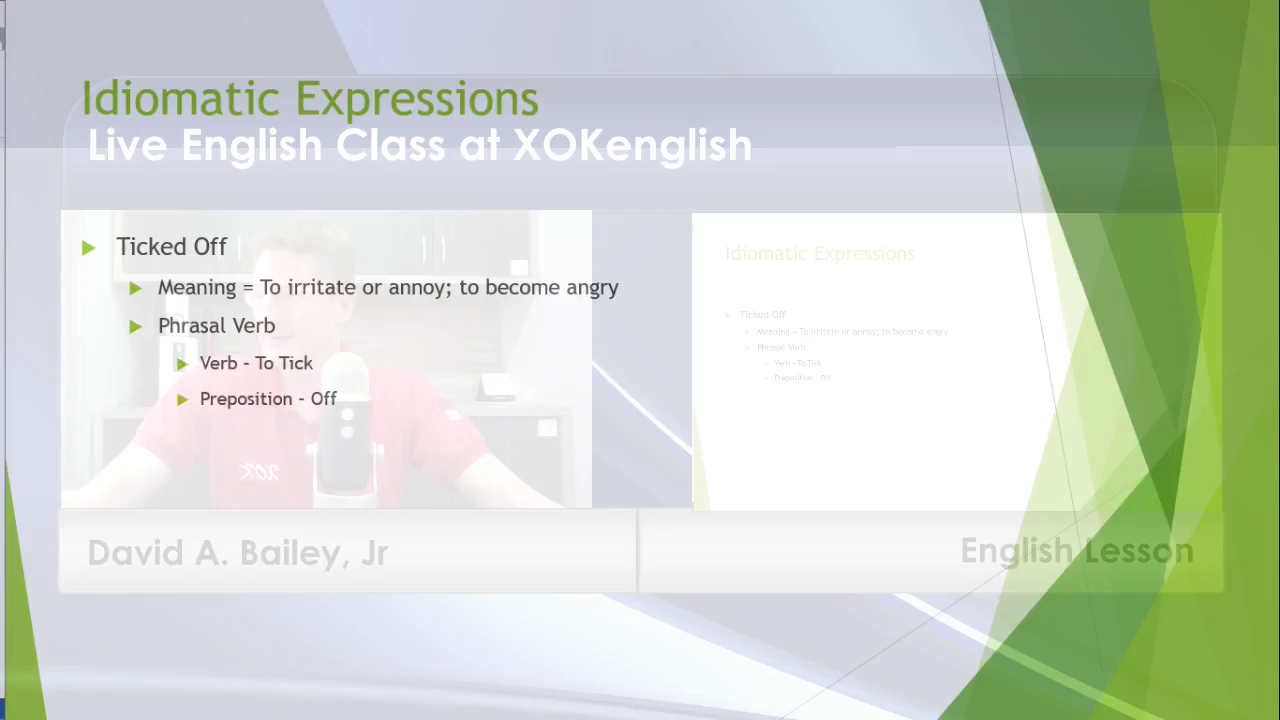 Idiomatic Expressions
Live English Class at XOKenglish
Ticked Off
Meaning = To irritate or annoy; to become angry
Phrasal Verb
Verb - To Tick
Preposition - Off
XOK
Idiomatic Expressions
Ticked Off
Meaning = To irritate or annoy; to become angry
Phrasal Verb
Verb - To Tick
Preposition - Off
David A. Bailey, Jr
English Lesson